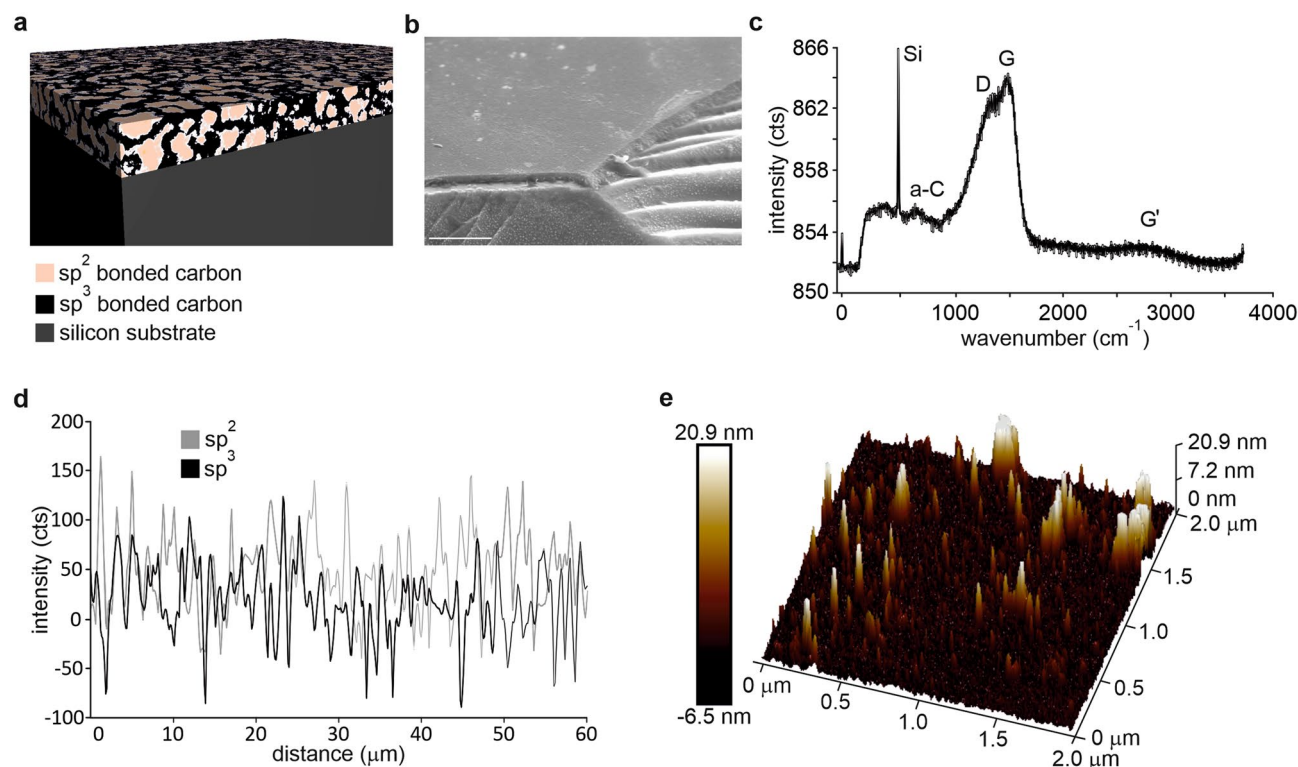 a
sp² bonded carbon
sp³ bonded carbon
silicon substrate
b
c
866
862
858
854
850
intensity (cts)
Si
a-C
D
G
G'
0
1000
2000
3000
4000
wavenumber (cm⁻¹)
d
200
150
100
50
0
-50
-100
intensity (cts)
sp²
sp³
0
10
20
30
40
50
60
distance (μm)
e
20.9 nm
-6.5 nm
20.9 nm
7.2 nm
0 nm
2.0 μm
1.5
1.0
0.5
0 μm
0 μm
0.5
1.0
1.5
2.0 μm